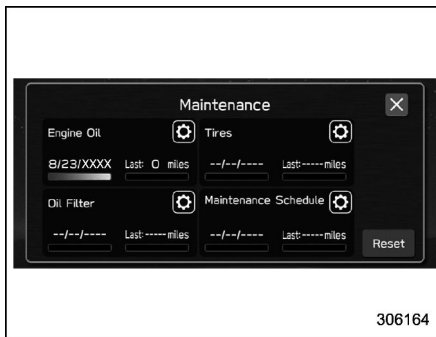 Maintenance
Engine Oil
Tires
8/23/XXXX Last: 0 miles
--/--/---- Last:-----miles
Oil Filter
Maintenance Schedule
--/--/---- Last:-----miles
--/--/---- Last:-----miles
Reset
306164